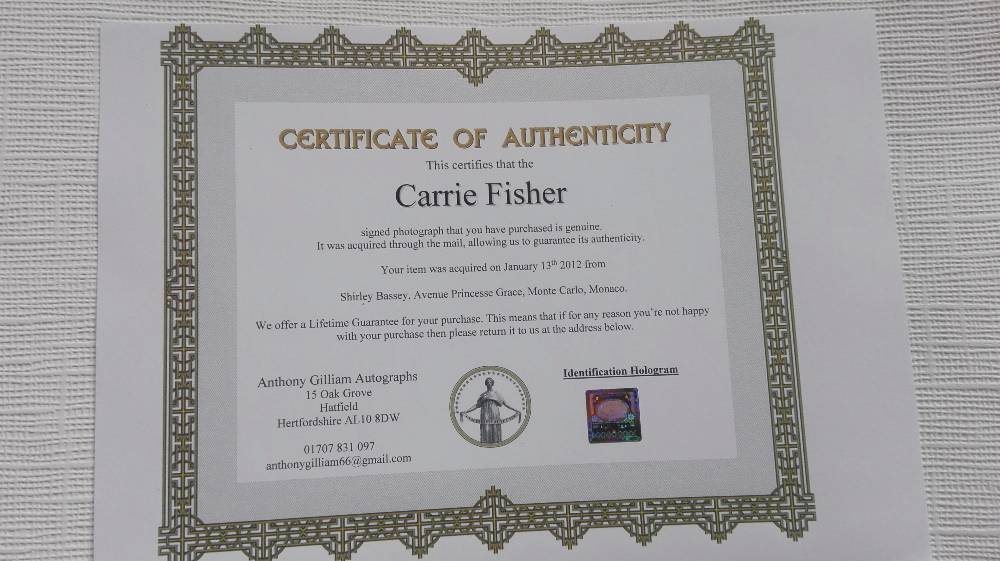 CERTIFICATE OF AUTHENTICITY
This certifies that the
Carrie Fisher
signed photograph that you have purchased is genuine.
It was acquired through the mail, allowing us to guarantee its authenticity.
Your item was acquired on January 13th 2012 from
Shirley Bassey, Avenue Princesse Grace, Monte Carlo, Monaco.
We offer a Lifetime Guarantee for your purchase. This means that if for any reason you're not happy
with your purchase then please return it to us at the address below.
Anthony Gilliam Autographs
15 Oak Grove
Hatfield
Hertfordshire AL10 8DW
01707 831 097
anthonygilliam66@gmail.com
Identification Hologram